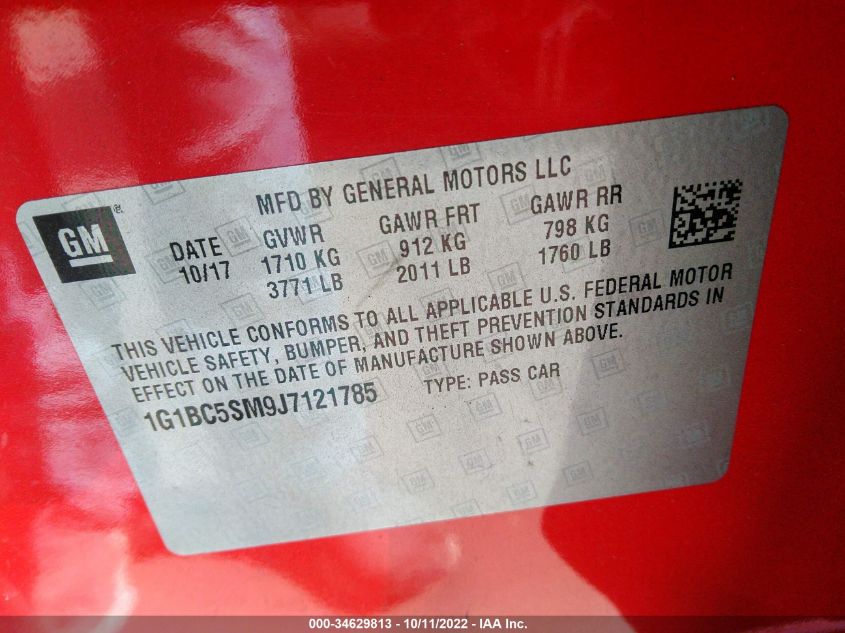 GM ®
MFD BY GENERAL MOTORS LLC
DATE GVWR GAWR FRT GAWR RR
10/17 1710 KG 912 KG 798 KG
3771 LB 2011 LB 1760 LB
THIS VEHICLE CONFORMS TO ALL APPLICABLE U.S. FEDERAL MOTOR
VEHICLE SAFETY, BUMPER, AND THEFT PREVENTION STANDARDS IN
EFFECT ON THE DATE OF MANUFACTURE SHOWN ABOVE.
1G1BC5SM9J7121785 TYPE: PASS CAR
000-34629813 - 10/11/2022 - IAA Inc.